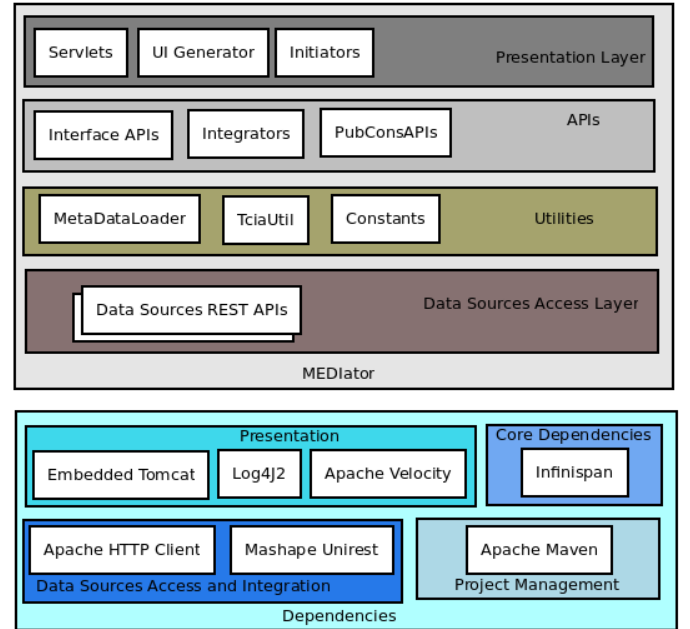 Servlets
UI Generator
Initiators
Presentation Layer
Interface APIs
Integrators
PubConsAPIs
APIs
MetaDataLoader
TciaUtil
Constants
Utilities
Data Sources REST APIs
Data Sources Access Layer
MEDIator
Presentation
Embedded Tomcat
Log4J2
Apache Velocity
Core Dependencies
Infinispan
Apache HTTP Client
Mashape Unirest
Data Sources Access and Integration
Apache Maven
Project Management
Dependencies